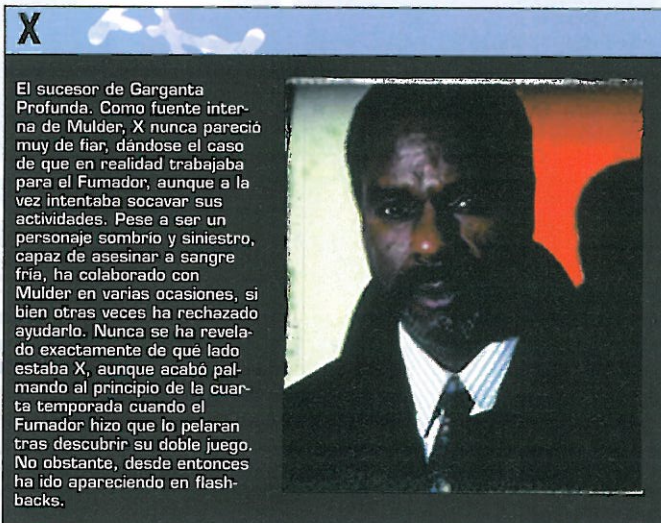 X
El sucesor de Garganta
Profunda. Como fuente inter-
na de Mulder, X nunca pareció
muy de fiar, dándose el caso
de que en realidad trabajaba
para el Fumador, aunque a la
vez intentaba socavar sus
actividades. Pese a ser un
personaje sombrío y siniestro,
capaz de asesinar a sangre
fría, ha colaborado con
Mulder en varias ocasiones, si
bien otras veces ha rechazado
ayudarlo. Nunca se ha revela-
do exactamente de qué lado
estaba X, aunque acabó pal-
mando al principio de la cuar-
ta temporada cuando el
Fumador hizo que lo pelaran
tras descubrir su doble juego.
No obstante, desde entonces
ha ido apareciendo en flash-
backs.